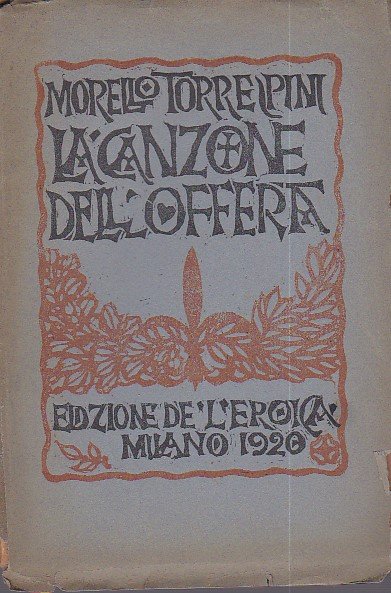 MORELLO TORRESPINI
LA CANZONE
DELL'OFFERTA
EDIZIONE DE "L'EROICA"
MILANO 1920